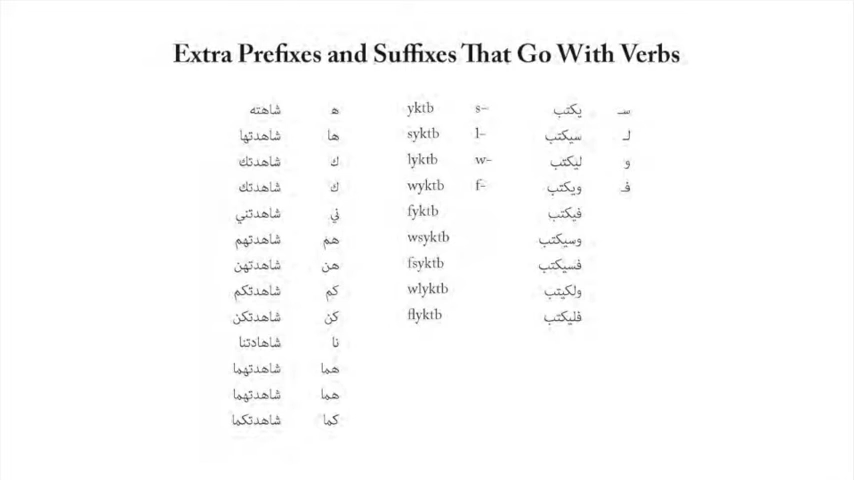 Extra Prefixes and Suffixes That Go With Verbs
شاهته ه yktb s– يكتب سـ
شاهدتها ها syktb l- سيكتب لـ
شاهدتك ك lyktb w- ليكتب و
شاهدتك ك wyktb f- ويكتب فـ
شاهدتني ني fyktb فيكتب
شاهدتهم هم wsyktb وسيكتب
شاهدتهن هن fsyktb فسيكتب
شاهدتكم كم wlyktb ولكيتب
شاهدتكن كن flyktb فليكتب
شاهادتنا نا
شاهدتهما هما
شاهدتهما هما
شاهدتكما كما